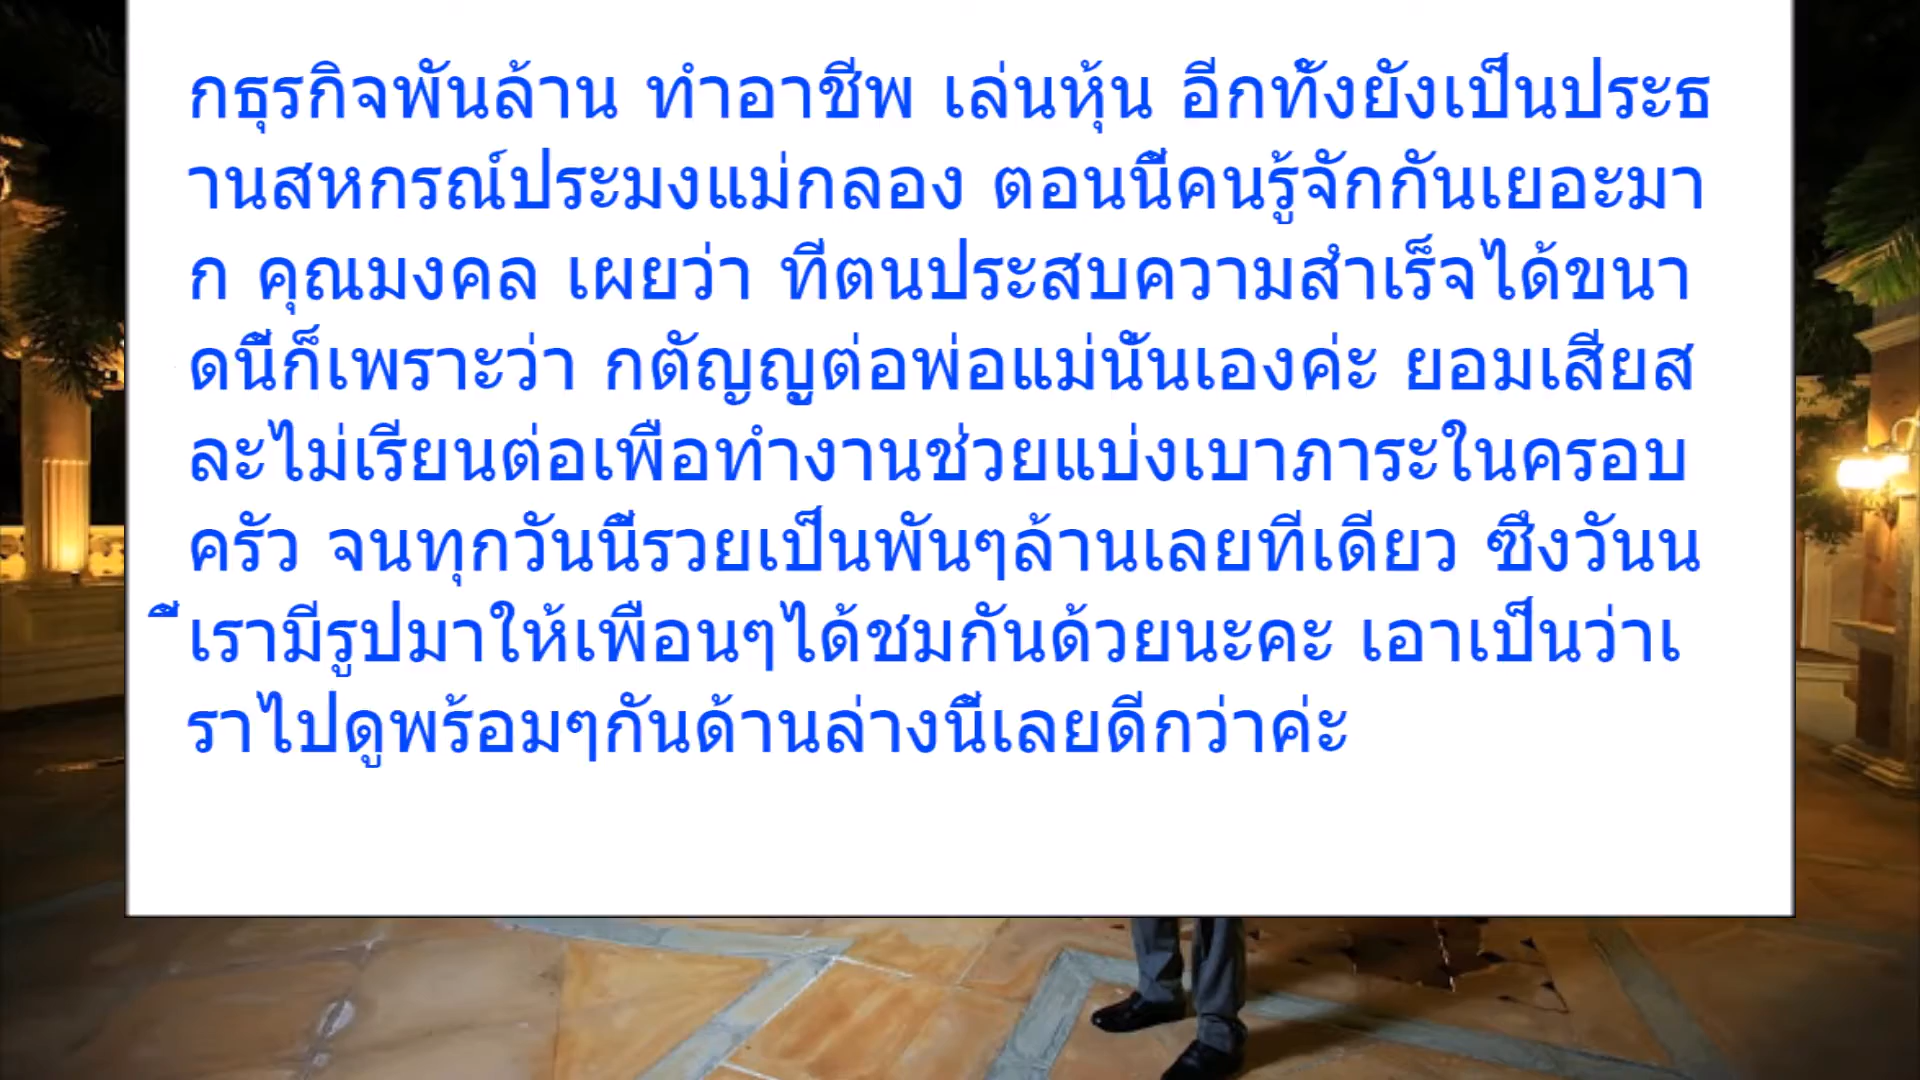 กธุรกิจพันล้าน ทำอาชีพ เล่นหุ้น อีกทั้งยังเป็นประธ
านสหกรณ์ประมงแม่กลอง ตอนนี้คนรู้จักกันเยอะมา
ก คุณมงคล เผยว่า ที่ตนประสบความสำเร็จได้ขนา
ดนี้ก็เพราะว่า กตัญญูต่อพ่อแม่นั่นเองค่ะ ยอมเสียส
ละไม่เรียนต่อเพื่อทำงานช่วยแบ่งเบาภาระในครอบ
ครัว จนทุกวันนี้รวยเป็นพันๆล้านเลยทีเดียว ซึ่งวันน
ี้เรามีรูปมาให้เพื่อนๆได้ชมกันด้วยนะคะ เอาเป็นว่าเ
ราไปดูพร้อมๆกันด้านล่างนี้เลยดีกว่าค่ะ